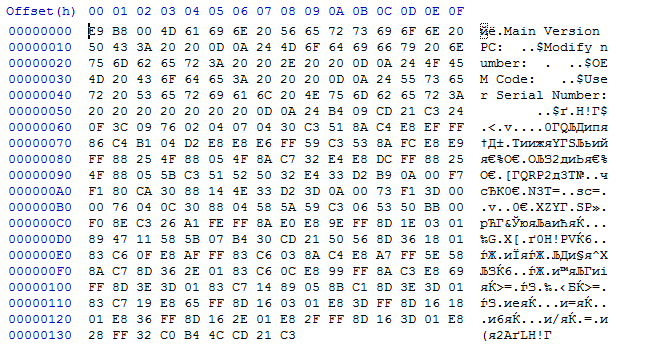 Offset(h) 00 01 02 03 04 05 06 07 08 09 0A 0B 0C 0D 0E 0F
00000000 E9 B8 00 4D 61 69 6E 20 56 65 72 73 69 6F 6E 20 йё.Main Version
00000010 50 43 3A 20 20 0D 0A 24 4D 6F 64 69 66 79 20 6E PC:  ..$Modify n
00000020 75 6D 62 65 72 3A 20 20 2E 20 20 0D 0A 24 4F 45 umber:  .  ..$OE
00000030 4D 20 43 6F 64 65 3A 20 20 20 0D 0A 24 55 73 65 M Code:   ..$Use
00000040 72 20 53 65 72 69 61 6C 20 4E 75 6D 62 65 72 3A r Serial Number:
00000050 20 20 20 20 20 20 20 0D 0A 24 B4 09 CD 21 C3 24 ..$ґ.Н!Г$
00000060 0F 3C 09 76 02 04 07 04 30 C3 51 8A C4 E8 EF FF .<.v....0ГQЉДипя
00000070 86 C4 B1 04 D2 E8 E8 E6 FF 59 C3 53 8A FC E8 E9 †Д±.ТиижяYГSЉьий
00000080 FF 88 25 4F 88 05 4F 8A C7 32 E4 E8 DC FF 88 25 я€%O€.OЉЗ2диЬя€%
00000090 4F 88 05 5B C3 51 52 50 32 E4 33 D2 B9 0A 00 F7 O€.[ГQRP2д3Т№..ч
000000A0 F1 80 CA 30 88 14 4E 33 D2 3D 0A 00 73 F1 3D 00 сЂК0€.N3Т=..sс=.
000000B0 00 76 04 0C 30 88 04 58 5A 59 C3 06 53 50 BB 00 .v..0€.XZYГ.SP».
000000C0 F0 8E C3 26 A1 FE FF 8A E0 E8 9E FF 8D 1E 03 01 рЋГ&ЎюяЉаићяЌ...
000000D0 89 47 11 58 5B 07 B4 30 CD 21 50 56 8D 36 18 01 ‰G.X[.ґ0Н!PVЌ6..
000000E0 83 C6 0F E8 AF FF 83 C6 03 8A C4 E8 A7 FF 5E 58 ѓЖ.иЇяѓЖ.ЉДи§я^X
000000F0 8A C7 8D 36 2E 01 83 C6 0C E8 99 FF 8A C3 E8 69 ЉЗЌ6..ѓЖ.и™яЉГиi
00000100 FF 8D 3E 3D 01 83 C7 14 89 05 8B C1 8D 3E 3D 01 яЌ>=.ѓЗ.‰.‹БЌ>=.
00000110 83 C7 19 E8 65 FF 8D 16 03 01 E8 3D FF 8D 16 18 ѓЗ.иeяЌ...и=яЌ..
00000120 01 E8 36 FF 8D 16 2E 01 E8 2F FF 8D 16 3D 01 E8 .и6яЌ...и/яЌ.=.и
00000130 28 FF 32 C0 B4 4C CD 21 C3 (я2АґLН!Г